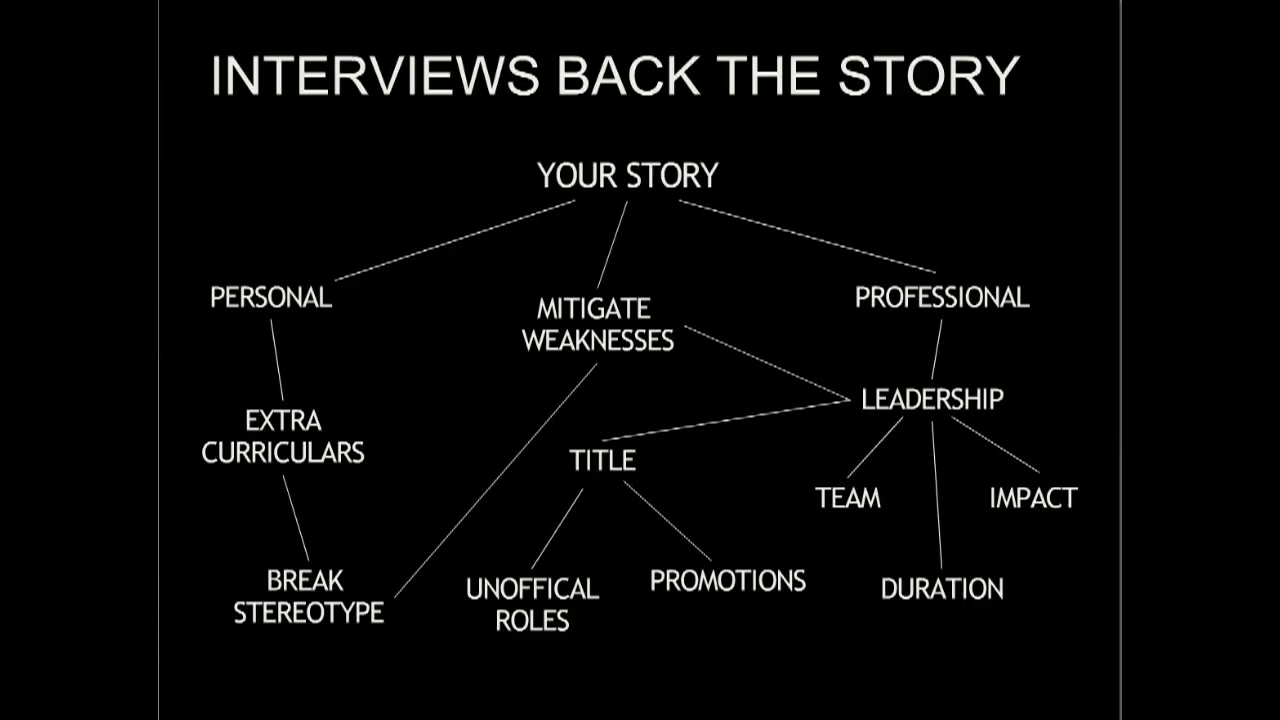 INTERVIEWS BACK THE STORY
YOUR STORY
PERSONAL
MITIGATE
WEAKNESSES
PROFESSIONAL
EXTRA
CURRICULARS
LEADERSHIP
TITLE
TEAM
IMPACT
BREAK
STEREOTYPE
UNOFFICAL
ROLES
PROMOTIONS
DURATION